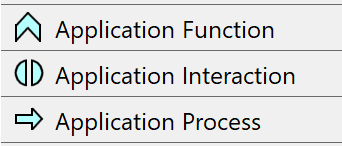 Application Function
Application Interaction
Application Process